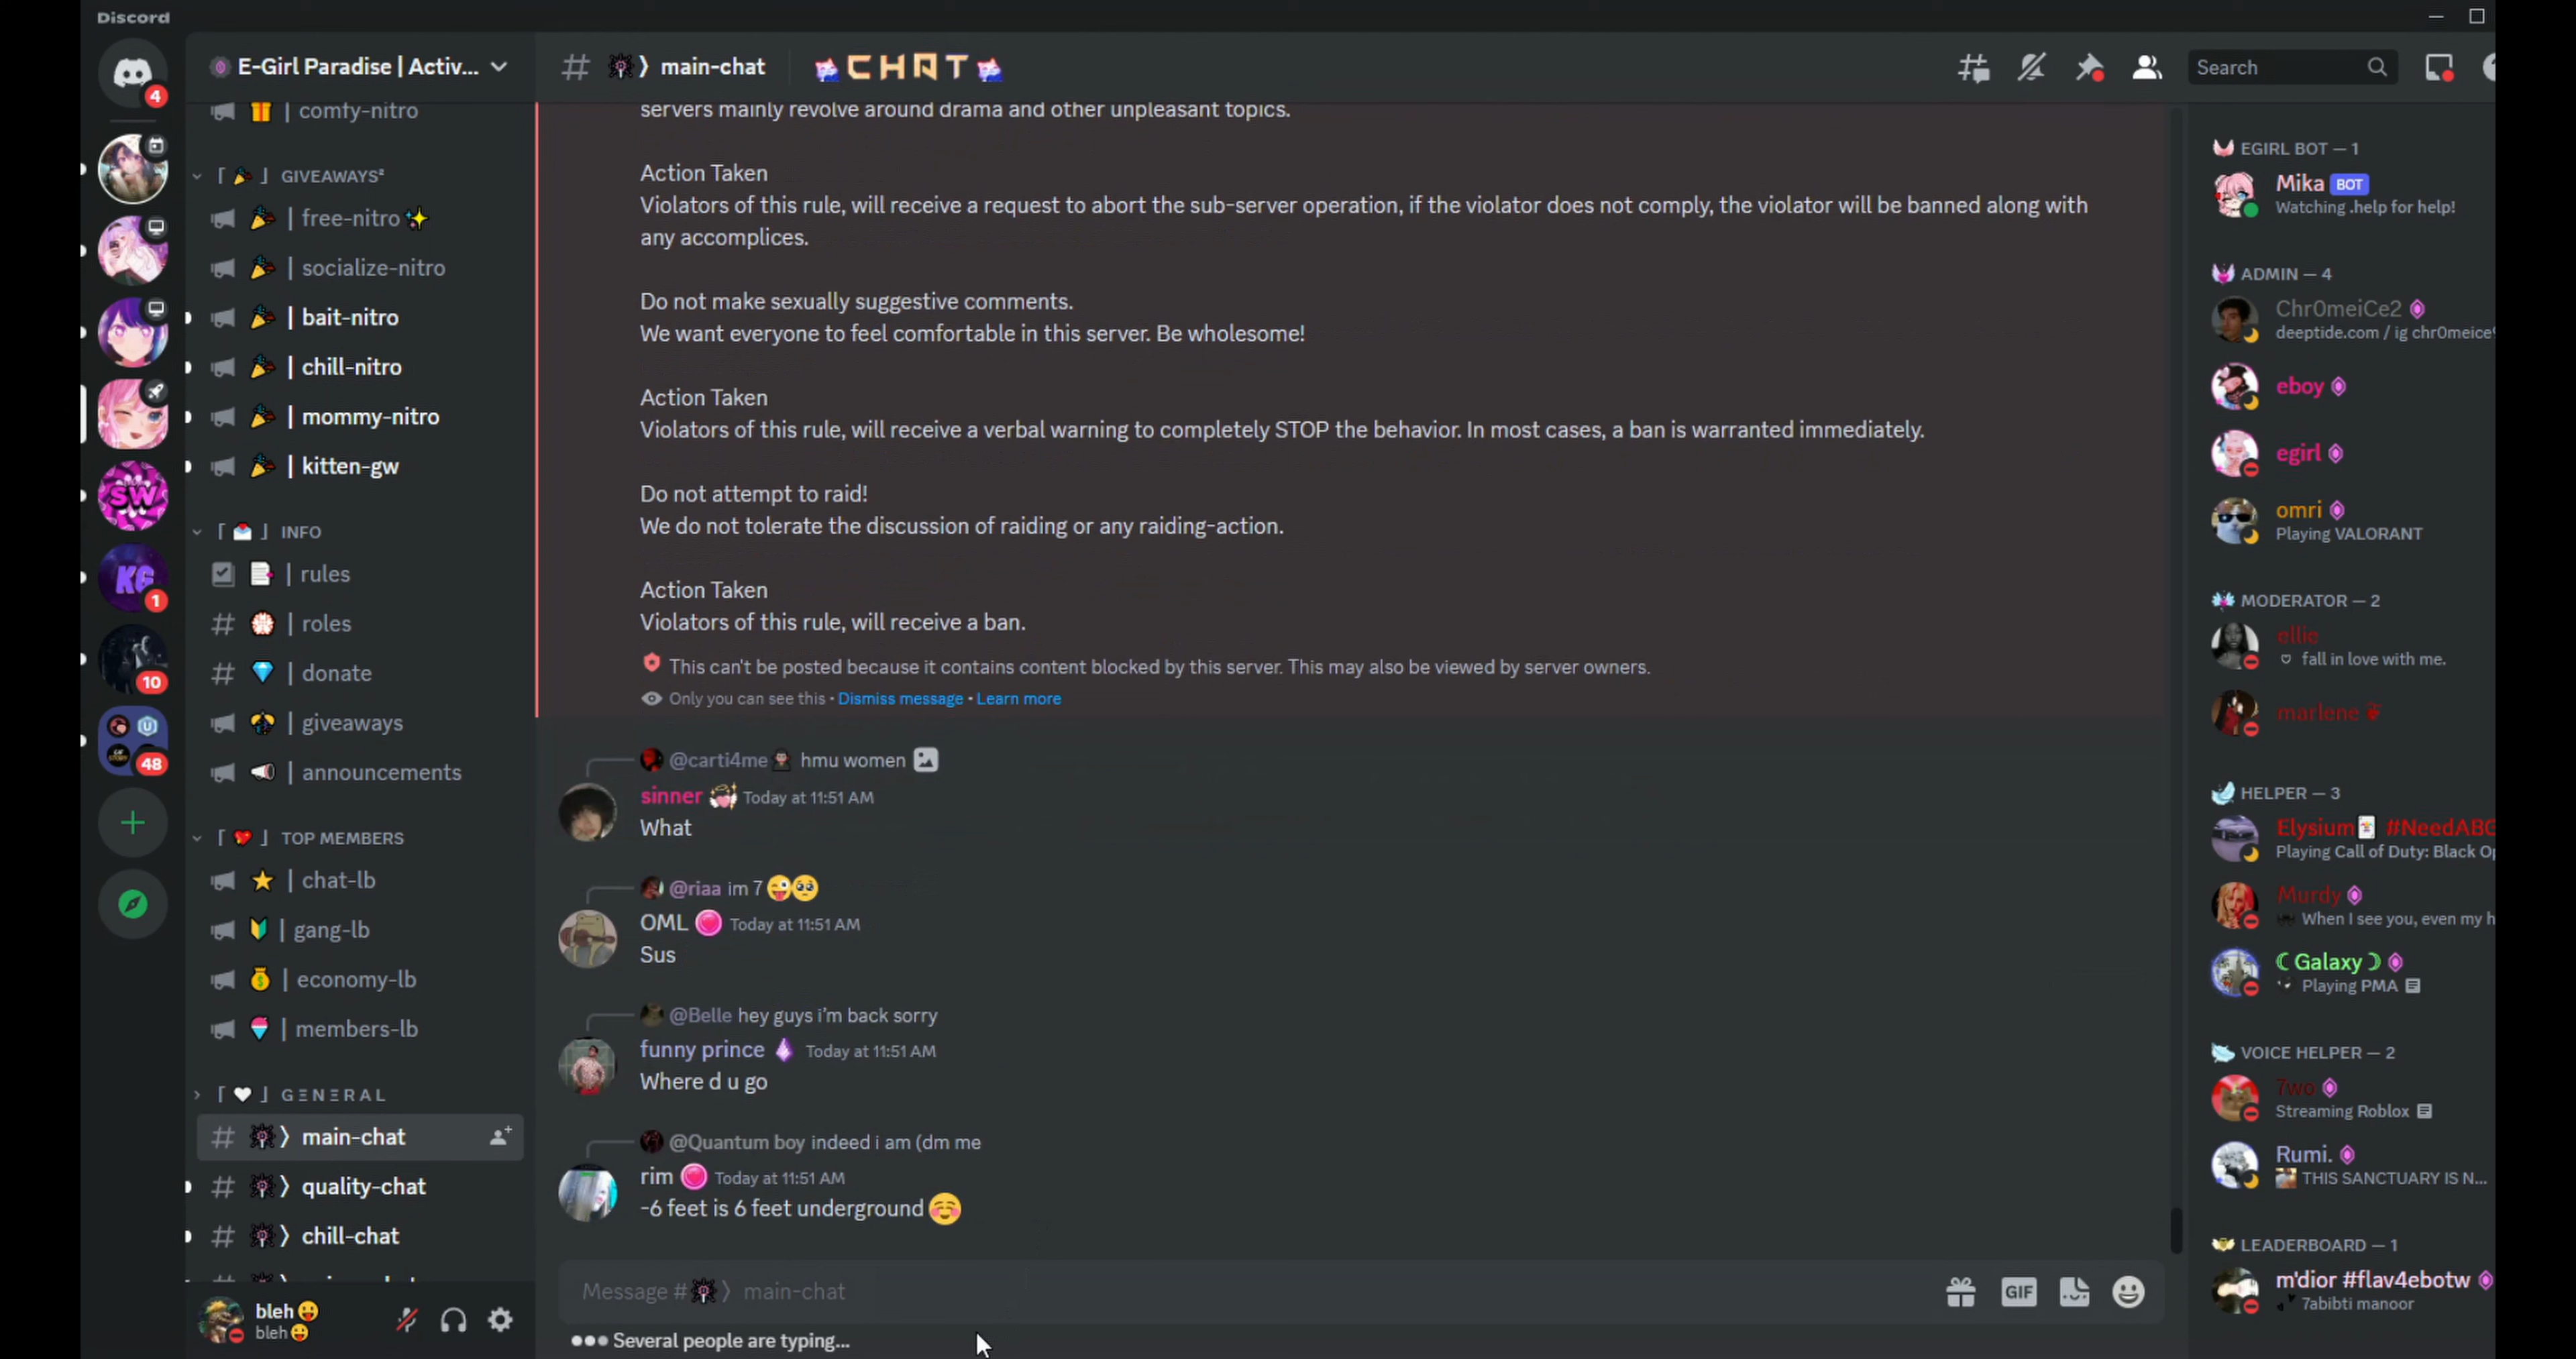 Discord
E-Girl Paradise | Activ...
main-chat
CHAT
Search
4
comfy-nitro
GIVEAWAYS²
free-nitro
socialize-nitro
bait-nitro
chill-nitro
mommy-nitro
kitten-gw
INFO
rules
roles
donate
giveaways
announcements
TOP MEMBERS
chat-lb
gang-lb
economy-lb
members-lb
GΞNΞRAL
main-chat
quality-chat
chill-chat
SW
KG
1
10
48
bleh
bleh
servers mainly revolve around drama and other unpleasant topics.
Action Taken
Violators of this rule, will receive a request to abort the sub-server operation, if the violator does not comply, the violator will be banned along with
any accomplices.
Do not make sexually suggestive comments.
We want everyone to feel comfortable in this server. Be wholesome!
Action Taken
Violators of this rule, will receive a verbal warning to completely STOP the behavior. In most cases, a ban is warranted immediately.
Do not attempt to raid!
We do not tolerate the discussion of raiding or any raiding-action.
Action Taken
Violators of this rule, will receive a ban.
This can't be posted because it contains content blocked by this server. This may also be viewed by server owners.
Only you can see this • Dismiss message • Learn more
@carti4me hmu women
sinner Today at 11:51 AM
What
@riaa im 7
OML Today at 11:51 AM
Sus
@Belle hey guys i'm back sorry
funny prince Today at 11:51 AM
Where d u go
@Quantum boy indeed i am (dm me
rim Today at 11:51 AM
-6 feet is 6 feet underground
Message # main-chat
GIF
Several people are typing...
EGIRL BOT — 1
Mika BOT
Watching .help for help!
ADMIN — 4
Chr0meiCe2
deeptide.com / ig chr0meice
eboy
egirl
omri
Playing VALORANT
MODERATOR — 2
ellie
fall in love with me.
marlene
HELPER — 3
Elysium #NeedABG
Playing Call of Duty: Black Op
Murdy
When I see you, even my h
☾Galaxy☽
Playing PMA
VOICE HELPER — 2
7wo
Streaming Roblox
Rumi.
THIS SANCTUARY IS N...
LEADERBOARD — 1
m'dior #flav4ebotw
7abibti manoor